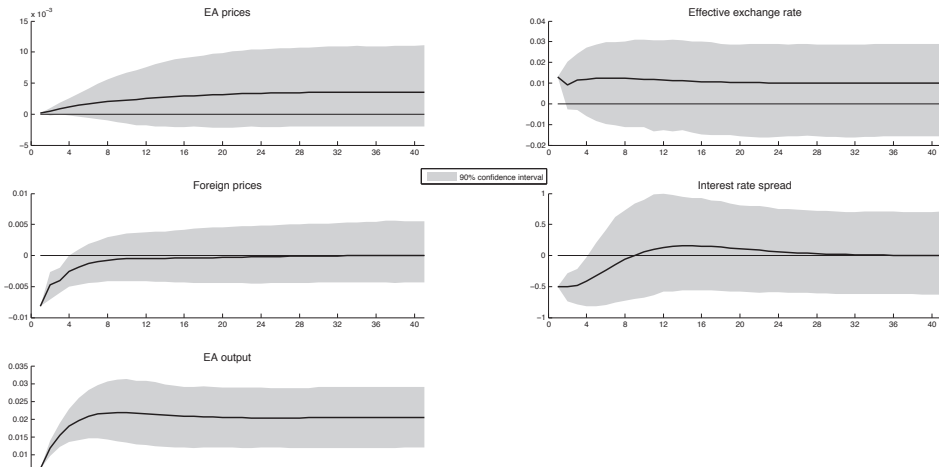 EA prices
x 10⁻³
15
10
5
0
−5
0 4 8 12 16 20 24 28 32 36 40
Effective exchange rate
0.04
0.03
0.02
0.01
0
−0.01
−0.02
0 4 8 12 16 20 24 28 32 36 40
90% confidence interval
Foreign prices
0.01
0.005
0
−0.005
−0.01
0 4 8 12 16 20 24 28 32 36 40
Interest rate spread
1
0.5
0
−0.5
−1
0 4 8 12 16 20 24 28 32 36 40
EA output
0.035
0.03
0.025
0.02
0.015
0.01